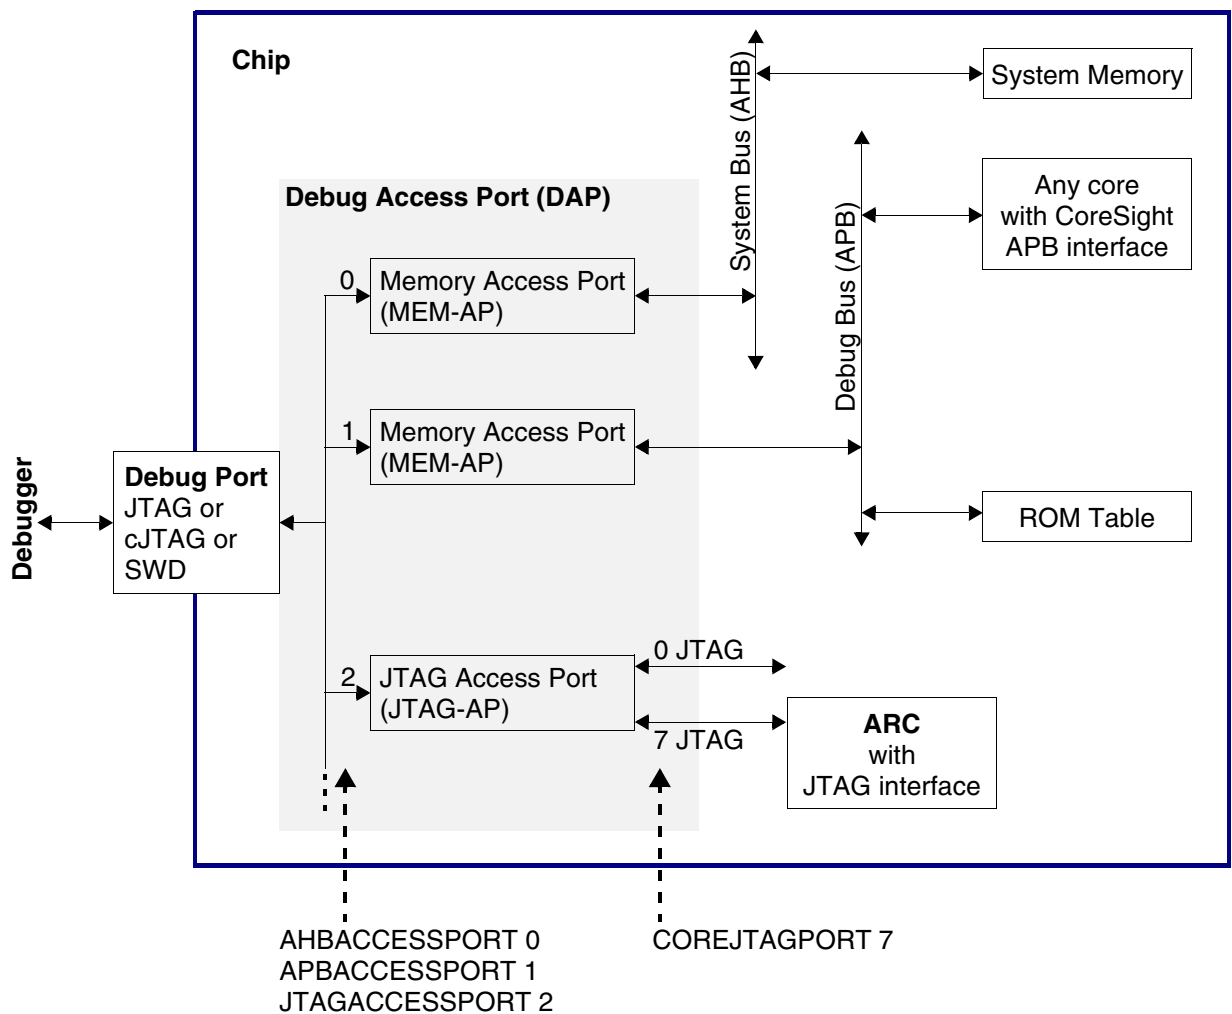 Chip
System Bus (AHB)
System Memory
Debug Bus (APB)
Any core
with CoreSight
APB interface
Debug Access Port (DAP)
0
Memory Access Port
(MEM-AP)
1
Memory Access Port
(MEM-AP)
Debugger
Debug Port
JTAG or
cJTAG or
SWD
ROM Table
2
JTAG Access Port
(JTAG-AP)
0 JTAG
7 JTAG
ARC
with
JTAG interface
AHBACCESSPORT 0
APBACCESSPORT 1
JTAGACCESSPORT 2
COREJTAGPORT 7